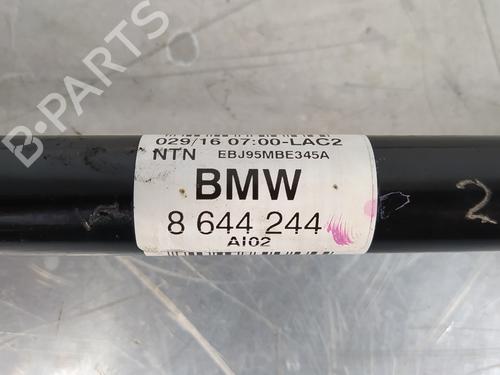 B-PARTS
029/16 07:00-LAC2
NTN EBJ95MBE345A
BMW
8 644 244
AI02
2